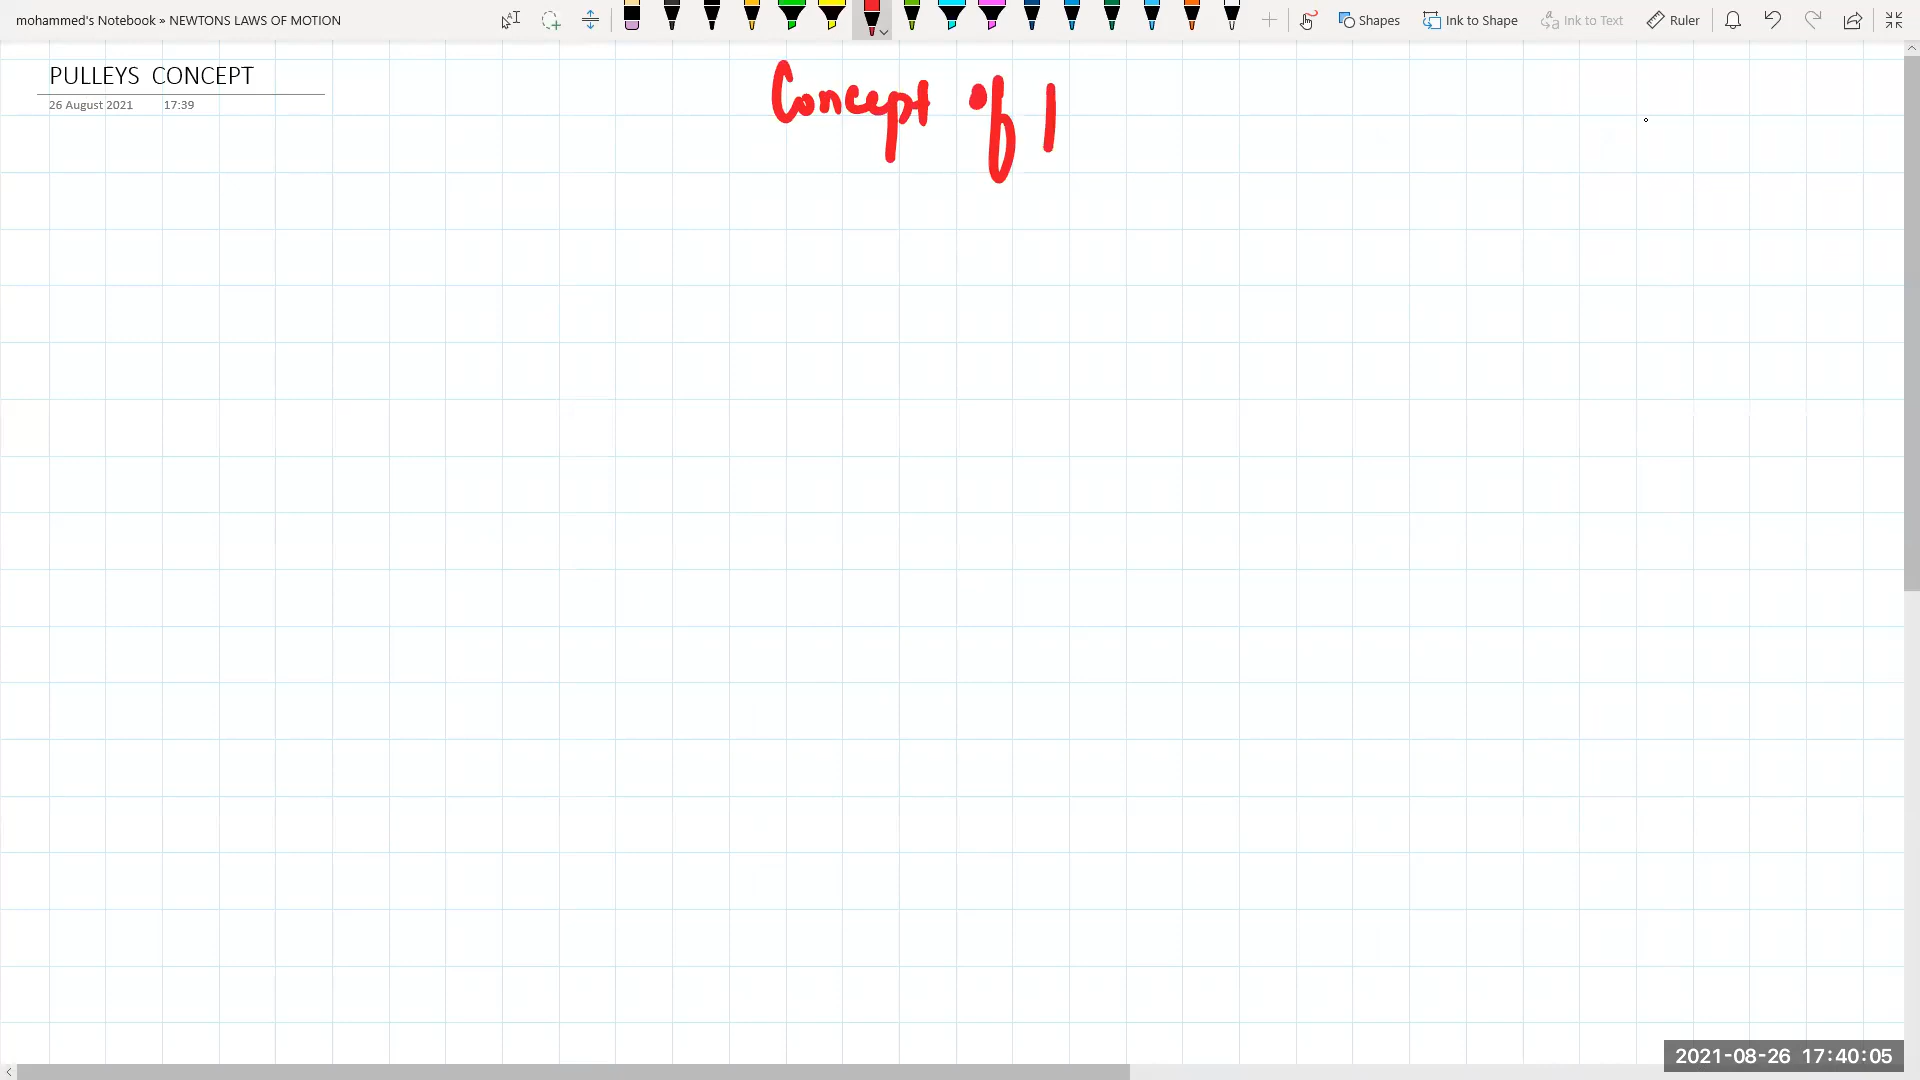 mohammed's Notebook » NEWTONS LAWS OF MOTION
Shapes
Ink to Shape
Ink to Text
Ruler
PULLEYS CONCEPT
26 August 2021 17:39
Concept of
2021-08-26 17:40:05